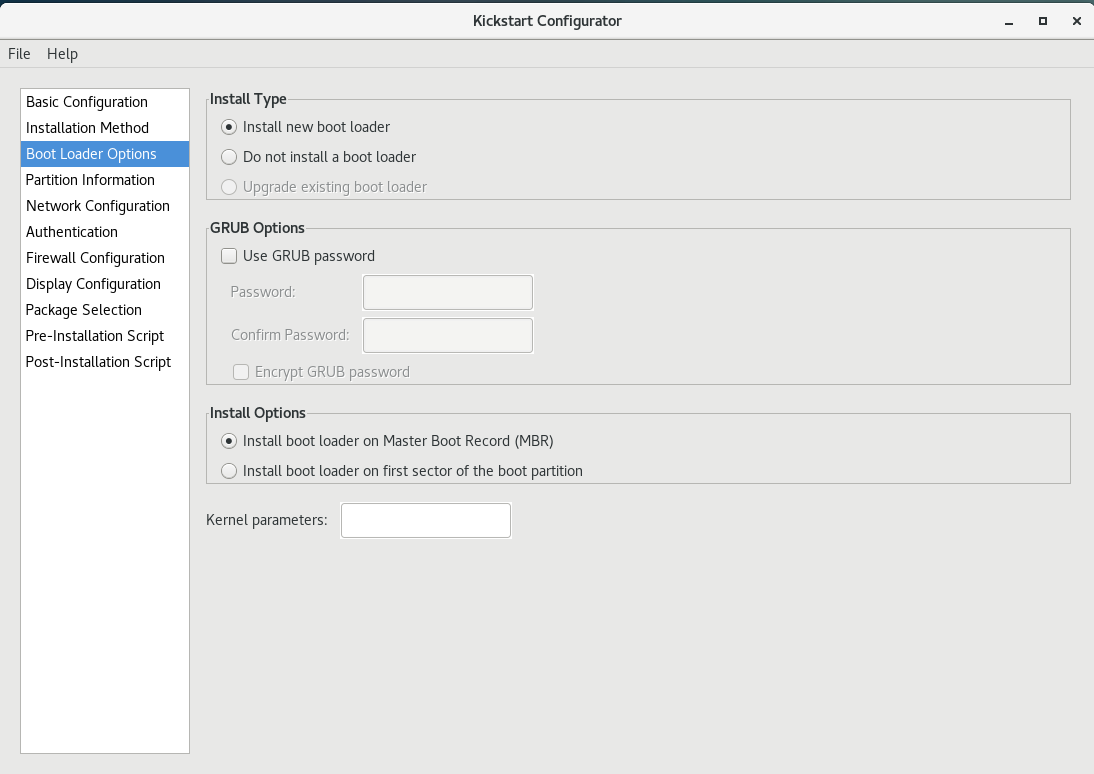 Kickstart Configurator
File Help
Basic Configuration
Installation Method
Boot Loader Options
Partition Information
Network Configuration
Authentication
Firewall Configuration
Display Configuration
Package Selection
Pre-Installation Script
Post-Installation Script
Install Type
Install new boot loader
Do not install a boot loader
Upgrade existing boot loader
GRUB Options
Use GRUB password
Password:
Confirm Password:
Encrypt GRUB password
Install Options
Install boot loader on Master Boot Record (MBR)
Install boot loader on first sector of the boot partition
Kernel parameters: